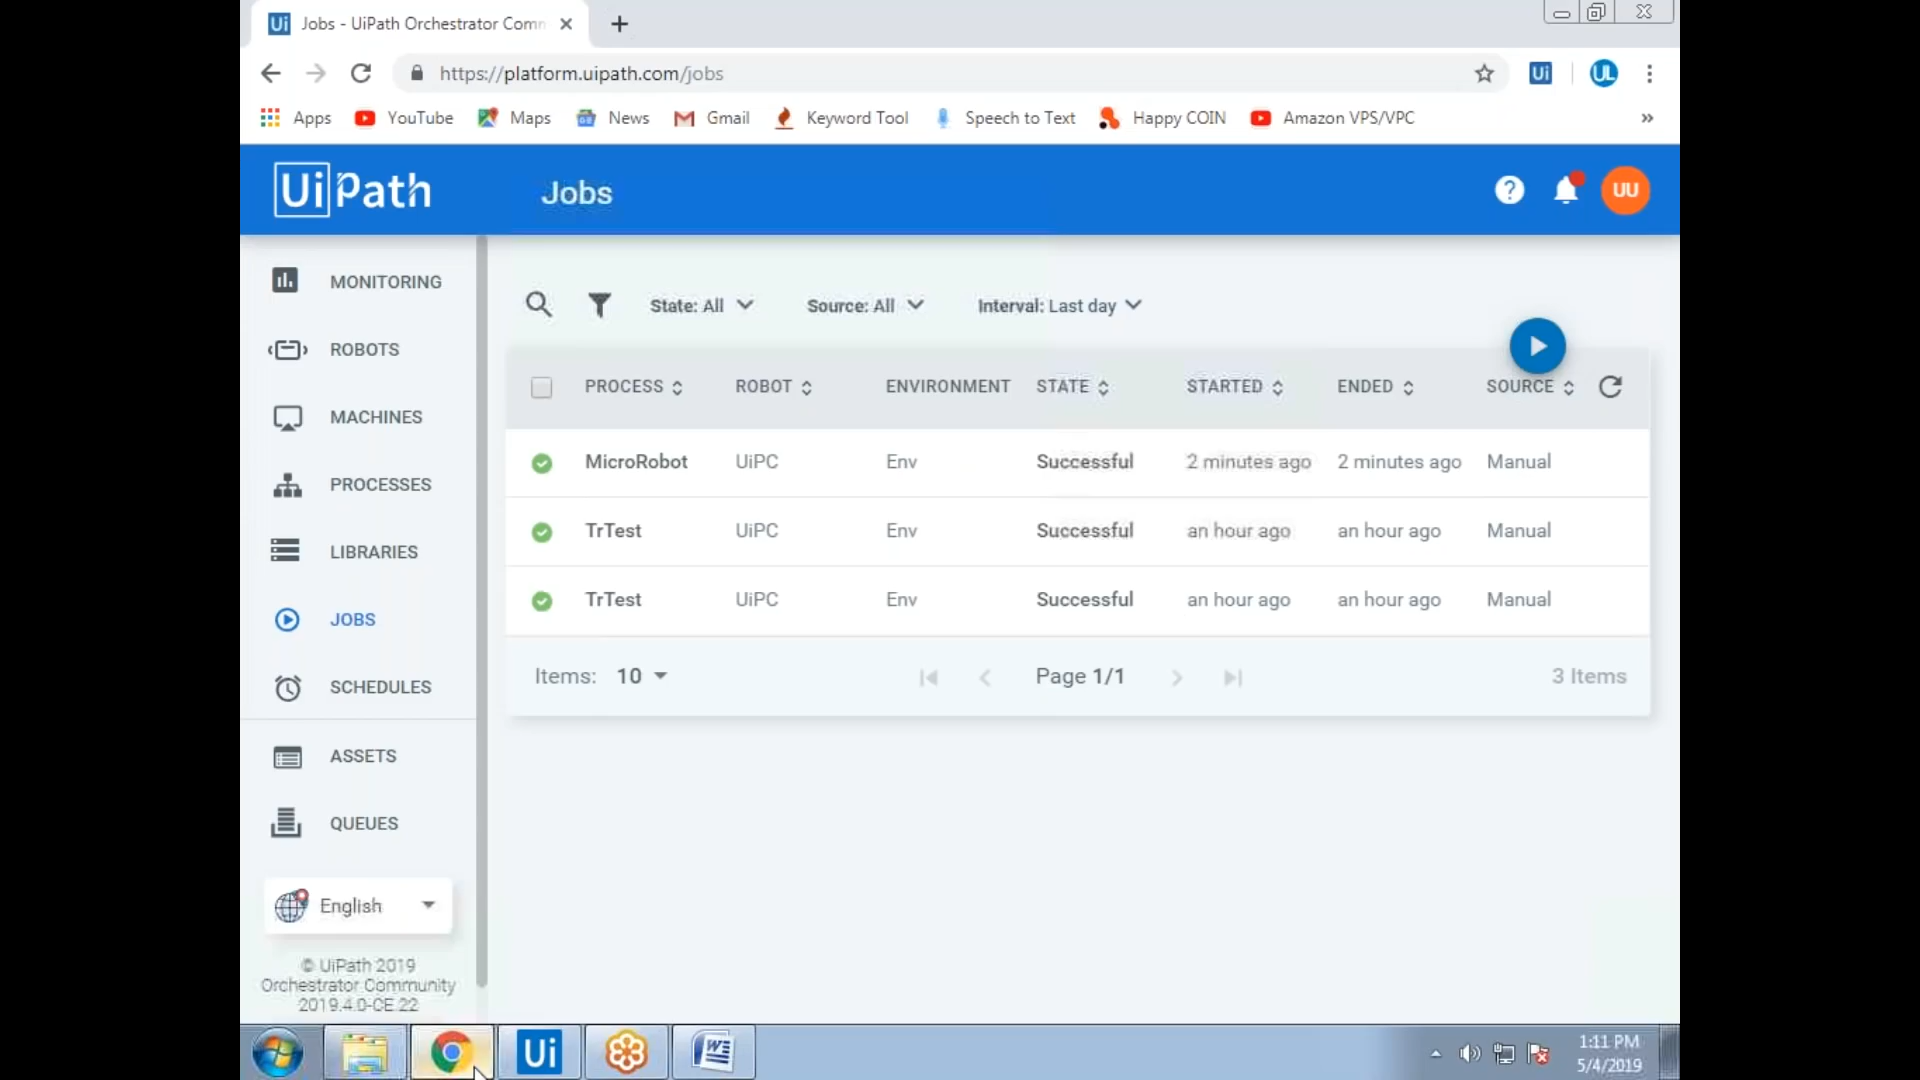 Ui Jobs - UiPath Orchestrator Comm
https://platform.uipath.com/jobs Ui UL
Apps YouTube Maps News Gmail Keyword Tool Speech to Text Happy COIN Amazon VPS/VPC »
UiPath Jobs ? UU
MONITORING
ROBOTS
MACHINES
PROCESSES
LIBRARIES
JOBS
SCHEDULES
ASSETS
QUEUES
English
© UiPath 2019
Orchestrator Community
2019.4.0-CE.22
State: All Source: All Interval: Last day
PROCESS ROBOT ENVIRONMENT STATE STARTED ENDED SOURCE
MicroRobot UiPC Env Successful 2 minutes ago 2 minutes ago Manual
TrTest UiPC Env Successful an hour ago an hour ago Manual
TrTest UiPC Env Successful an hour ago an hour ago Manual
Items: 10 Page 1/1 3 Items
Ui W 1:11 PM
5/4/2019